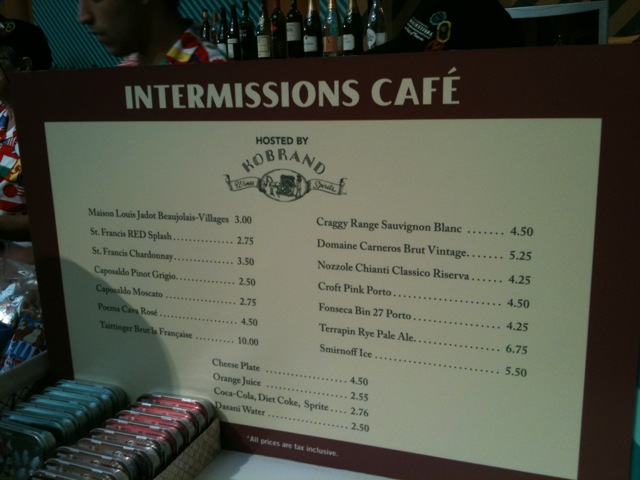 INTERMISSIONS CAFÉ
HOSTED BY
KOBRAND
Wines Spirits
Maison Louis Jadot Beaujolais-Villages 3.00
St. Francis RED Splash.................. 2.75
St. Francis Chardonnay................. 3.50
Caposaldo Pinot Grigio................. 2.50
Caposaldo Moscato ................... 2.75
Poema Cava Rosé ..................... 4.50
Taittinger Brut la Française .......... 10.00
Craggy Range Sauvignon Blanc ....... 4.50
Domaine Carneros Brut Vintage....... 5.25
Nozzole Chianti Classico Riserva....... 4.25
Croft Pink Porto........................ 4.50
Fonseca Bin 27 Porto................... 4.25
Terrapin Rye Pale Ale................... 6.75
Smirnoff Ice ........................... 5.50
Cheese Plate ..................... 4.50
Orange Juice ..................... 2.55
Coca-Cola, Diet Coke, Sprite .... 2.76
Dasani Water ..................... 2.50
*All prices are tax inclusive.